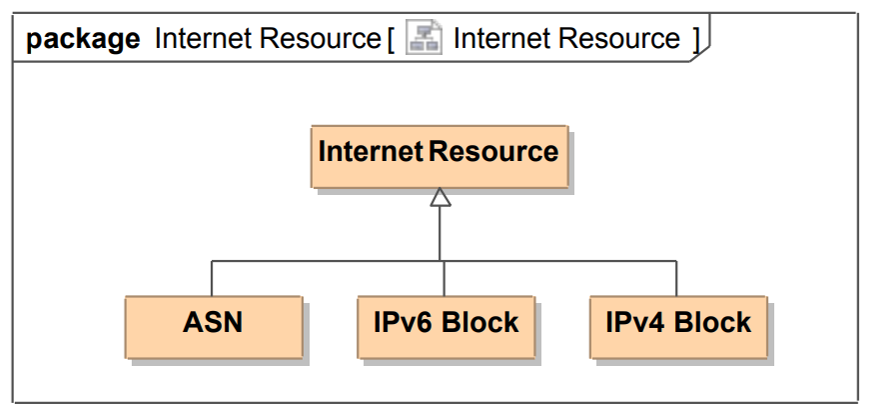 package Internet Resource [ Internet Resource ]
Internet Resource
ASN
IPv6 Block
IPv4 Block